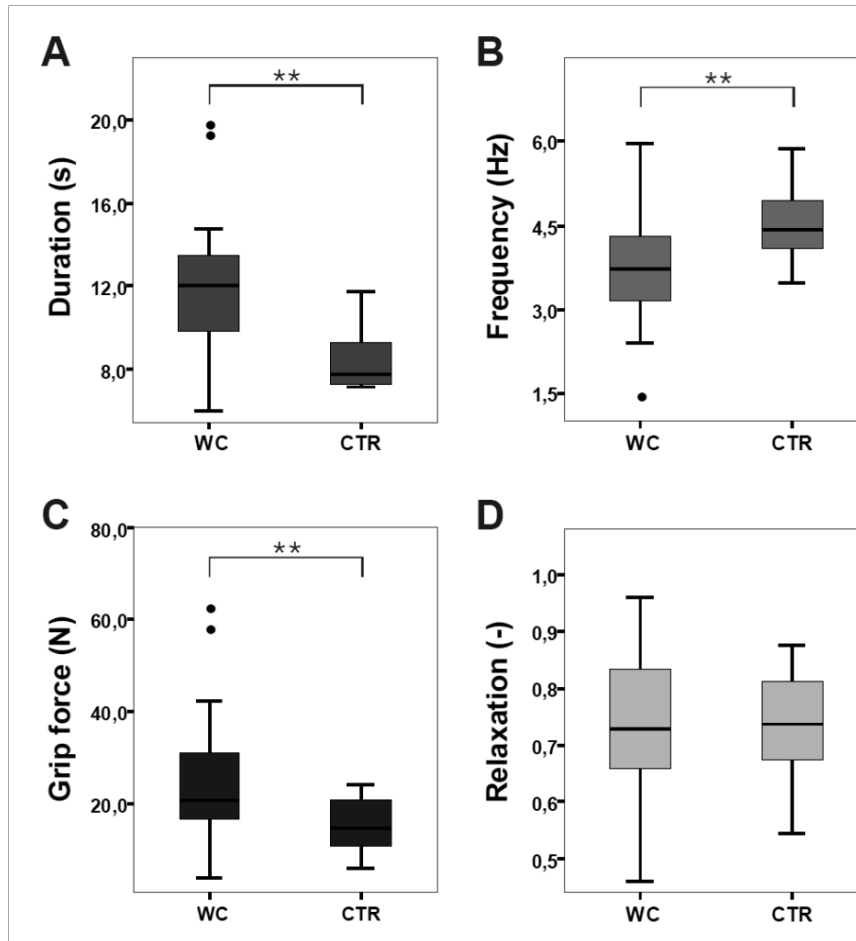 A
**
Duration (s)
20,0
16,0
12,0
8,0
WC
CTR
B
**
Frequency (Hz)
6,0
4,5
3,0
1,5
WC
CTR
C
**
Grip force (N)
80,0
60,0
40,0
20,0
WC
CTR
D
Relaxation (-)
1,0
0,9
0,8
0,7
0,6
0,5
WC
CTR